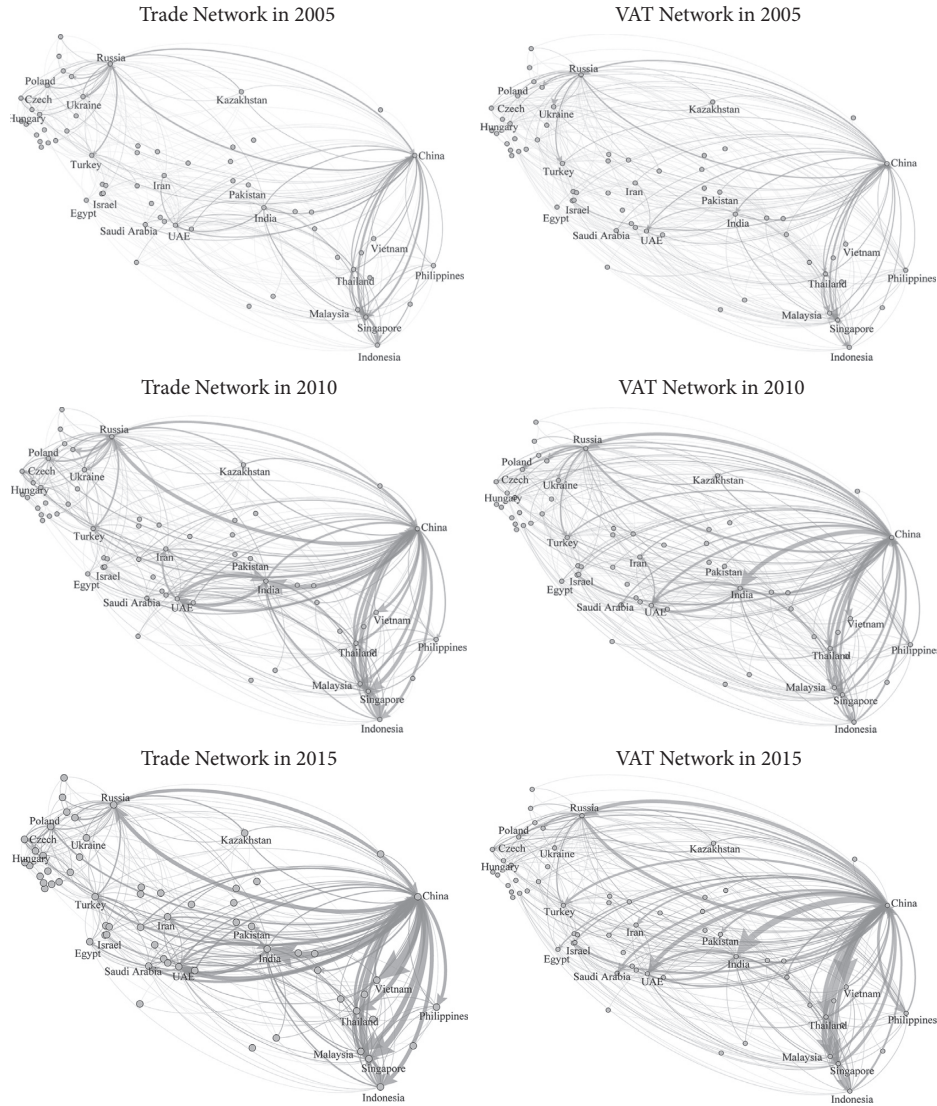 Trade Network in 2005
Russia
Poland
Czech
Ukraine
Hungary
Kazakhstan
China
Turkey
Iran
Israel
Egypt
Pakistan
India
Saudi Arabia
UAE
Vietnam
Thailand
Philippines
Malaysia
Singapore
Indonesia
VAT Network in 2005
Russia
Poland
Czech
Ukraine
Hungary
Kazakhstan
China
Turkey
Iran
Israel
Egypt
Pakistan
India
Saudi Arabia
UAE
Vietnam
Thailand
Philippines
Malaysia
Singapore
Indonesia
Trade Network in 2010
Russia
Poland
Czech
Ukraine
Hungary
Kazakhstan
China
Turkey
Iran
Israel
Egypt
Pakistan
India
Saudi Arabia
UAE
Vietnam
Thailand
Philippines
Malaysia
Singapore
Indonesia
VAT Network in 2010
Russia
Poland
Czech
Ukraine
Hungary
Kazakhstan
China
Turkey
Iran
Israel
Egypt
Pakistan
India
Saudi Arabia
UAE
Vietnam
Thailand
Philippines
Malaysia
Singapore
Indonesia
Trade Network in 2015
Russia
Poland
Czech
Ukraine
Hungary
Kazakhstan
China
Turkey
Iran
Israel
Egypt
Pakistan
India
Saudi Arabia
UAE
Vietnam
Thailand
Philippines
Malaysia
Singapore
Indonesia
VAT Network in 2015
Russia
Poland
Czech
Ukraine
Hungary
Kazakhstan
China
Turkey
Iran
Israel
Egypt
Pakistan
India
Saudi Arabia
UAE
Vietnam
Thailand
Philippines
Malaysia
Singapore
Indonesia